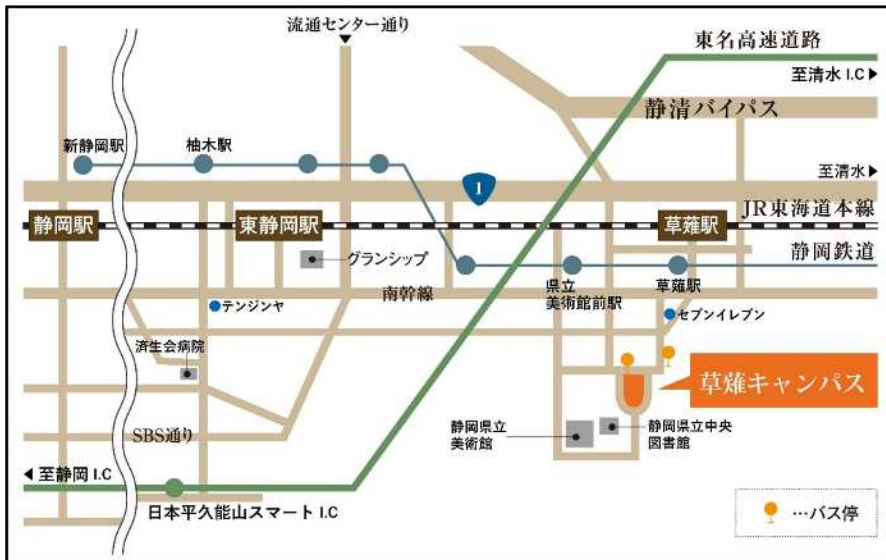 流通センター通り
東名高速道路
至清水 I.C▶
静清バイパス
新静岡駅
柚木駅
至清水▶
1
JR東海道本線
静岡駅
東静岡駅
草薙駅
静岡鉄道
グランシップ
南幹線
県立
美術館前駅
草薙駅
テンジンヤ
セブンイレブン
済生会病院
草薙キャンパス
SBS通り
静岡県立
美術館
静岡県立中央
図書館
◀至静岡 I.C
日本平久能山スマート I.C
…バス停